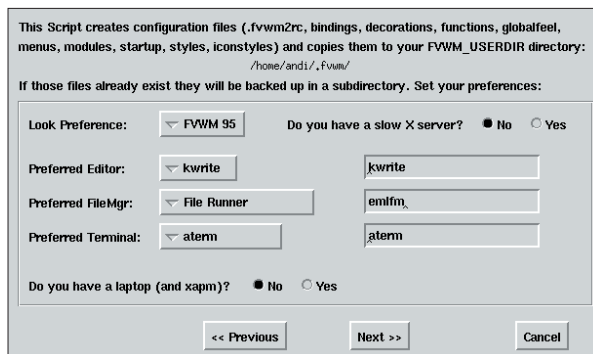 This Script creates configuration files (.fvwm2rc, bindings, decorations, functions, globalfeel,
menus, modules, startup, styles, iconstyles) and copies them to your FVWM_USERDIR directory:
/home/andi/.fvwm/
If those files already exist they will be backed up in a subdirectory. Set your preferences:
Look Preference: FVWM 95 Do you have a slow X server? No Yes
Preferred Editor: kwrite kwrite
Preferred FileMgr: File Runner emlfm
Preferred Terminal: aterm aterm
Do you have a laptop (and xapm)? No Yes
<< Previous Next >> Cancel